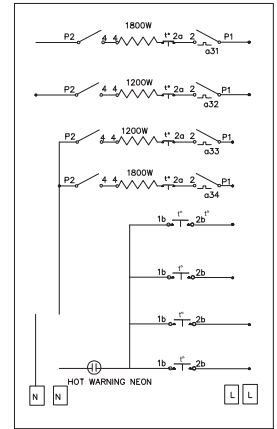 1800W
P2 4 4 t° 2a 2 P1
a31
1200W
P2 4 4 t° 2a 2 P1
a32
1200W
P2 4 4 t° 2a 2 P1
a33
1800W
P2 4 4 t° 2a 2 P1
a34
t° t°
1b 2b
t°
1b 2b
t°
1b 2b
t°
1b 2b
HOT WARNING NEON
N N L L